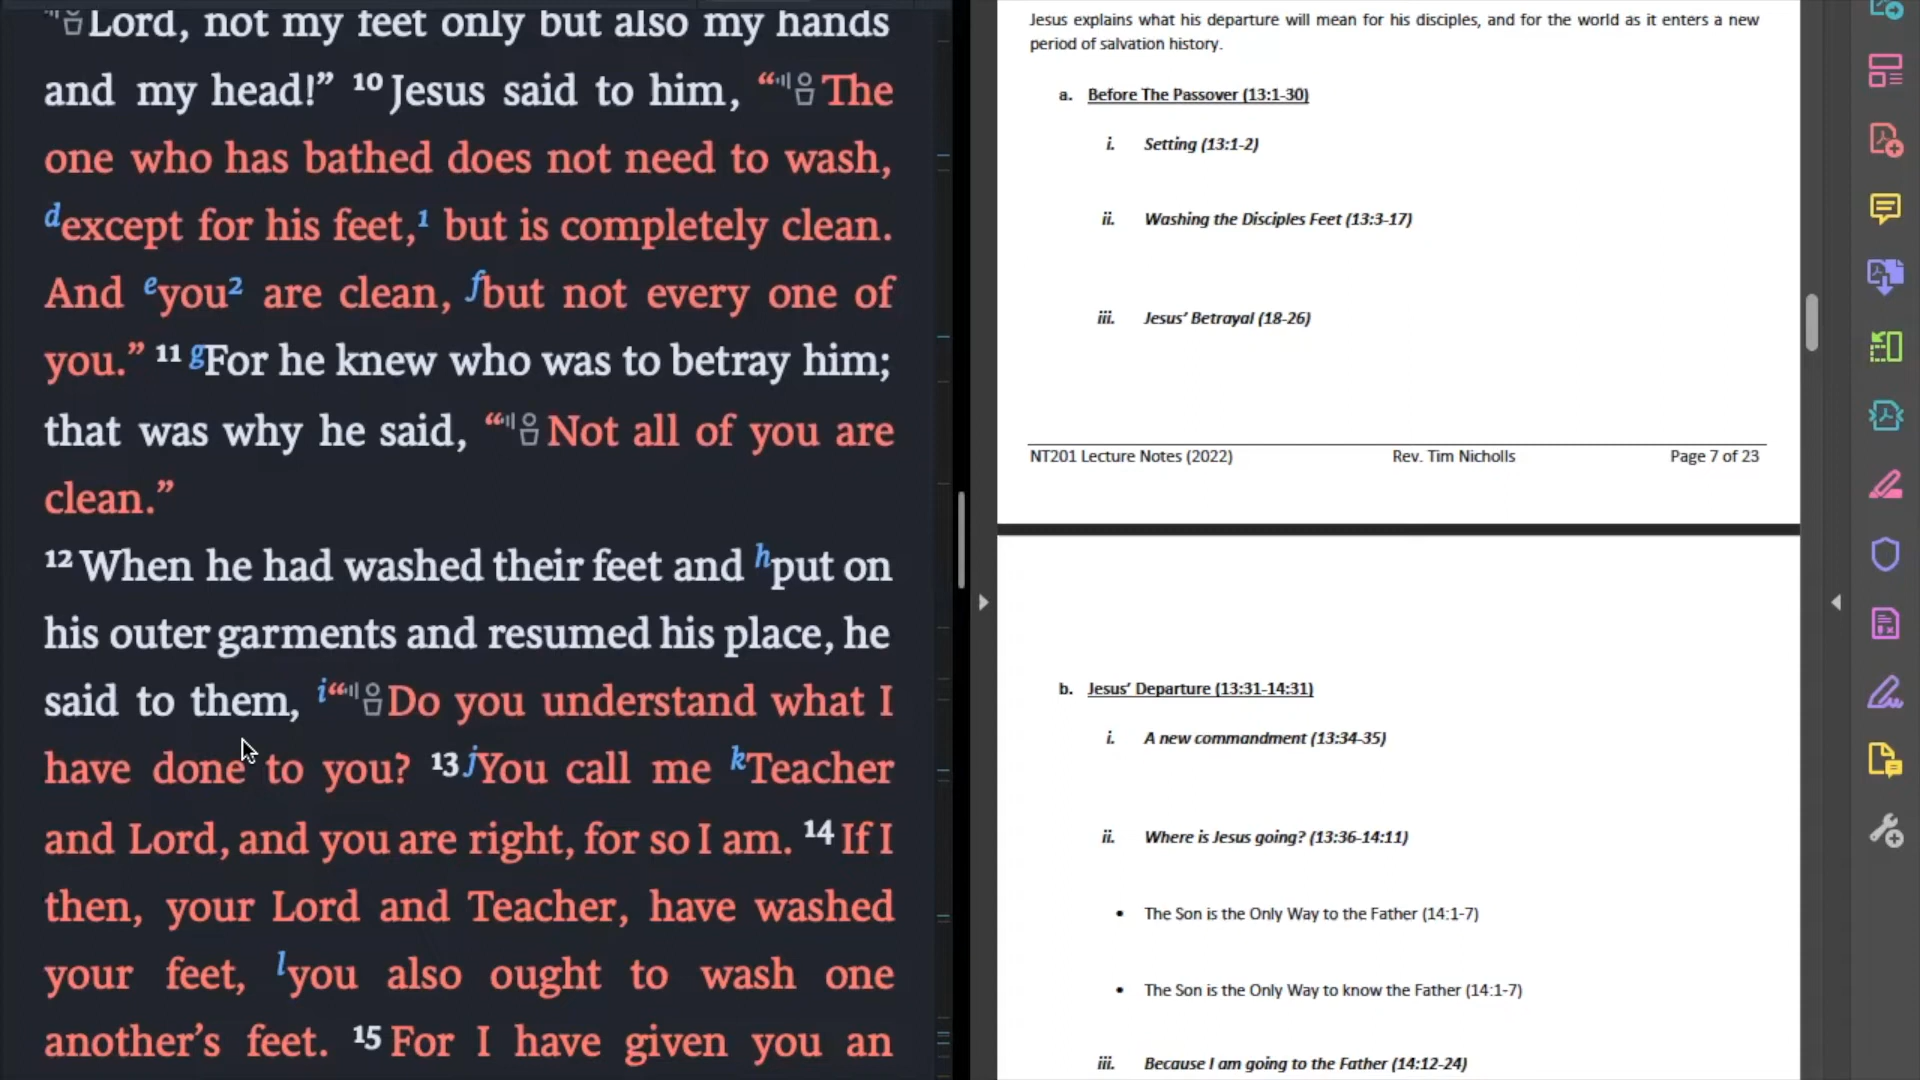 “Lord, not my feet only but also my hands
and my head!” 10 Jesus said to him, “The
one who has bathed does not need to wash,
d except for his feet,1 but is completely clean.
And e you2 are clean, f but not every one of
you.” 11 g For he knew who was to betray him;
that was why he said, “Not all of you are
clean.”
12 When he had washed their feet and h put on
his outer garments and resumed his place, he
said to them, i “Do you understand what I
have done to you? 13 j You call me k Teacher
and Lord, and you are right, for so I am. 14 If I
then, your Lord and Teacher, have washed
your feet, l you also ought to wash one
another’s feet. 15 For I have given you an
Jesus explains what his departure will mean for his disciples, and for the world as it enters a new
period of salvation history.
a. Before The Passover (13:1-30)
i. Setting (13:1-2)
ii. Washing the Disciples Feet (13:3-17)
iii. Jesus’ Betrayal (18-26)
NT201 Lecture Notes (2022) Rev. Tim Nicholls Page 7 of 23
b. Jesus’ Departure (13:31-14:31)
i. A new commandment (13:34-35)
ii. Where is Jesus going? (13:36-14:11)
• The Son is the Only Way to the Father (14:1-7)
• The Son is the Only Way to know the Father (14:1-7)
iii. Because I am going to the Father (14:12-24)